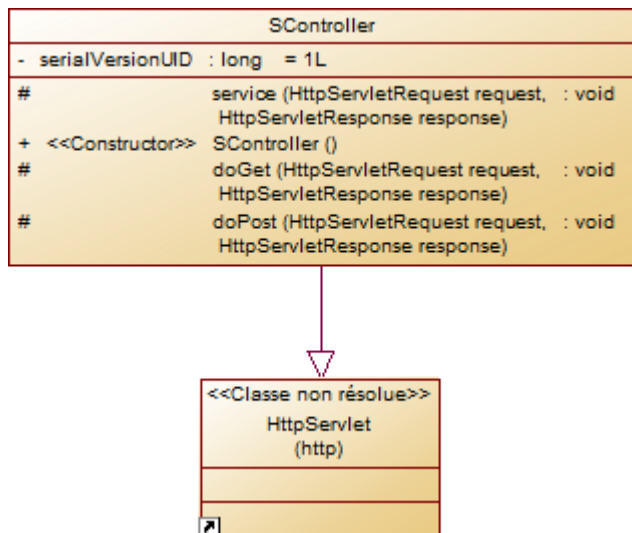 SController
- serialVersionUID : long = 1L
# service (HttpServletRequest request, : void
HttpServletResponse response)
+ <<Constructor>> SController ()
# doGet (HttpServletRequest request, : void
HttpServletResponse response)
# doPost (HttpServletRequest request, : void
HttpServletResponse response)
<<Classe non résolue>>
HttpServlet
(http)